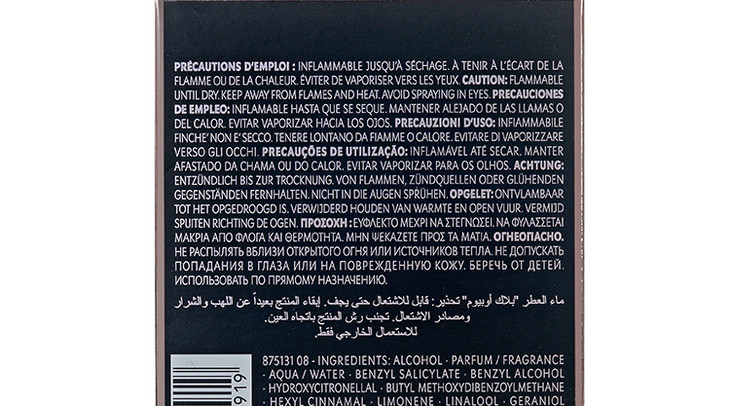 PRÉCAUTIONS D'EMPLOI : INFLAMMABLE JUSQU'À SÉCHAGE. À TENIR À L'ÉCART DE LA
FLAMME OU DE LA CHALEUR. ÉVITER DE VAPORISER VERS LES YEUX. CAUTION: FLAMMABLE
UNTIL DRY. KEEP AWAY FROM FLAMES AND HEAT. AVOID SPRAYING IN EYES. PRECAUCIONES
DE EMPLEO: INFLAMABLE HASTA QUE SE SEQUE. MANTENER ALEJADO DE LAS LLAMAS O
DEL CALOR. EVITAR VAPORIZAR HACIA LOS OJOS. PRECAUZIONI D'USO: INFIAMMABILE
FINCHE' NON E' SECCO. TENERE LONTANO DA FIAMME O CALORE. EVITARE DI VAPORIZZARE
VERSO GLI OCCHI. PRECAUÇÕES DE UTILIZAÇÃO: INFLAMÁVEL ATÉ SECAR. MANTER
AFASTADO DA CHAMA OU DO CALOR. EVITAR VAPORIZAR PARA OS OLHOS. ACHTUNG:
ENTZÜNDLICH BIS ZUR TROCKNUNG. VON FLAMMEN, ZÜNDQUELLEN ODER GLÜHENDEN
GEGENSTÄNDEN FERNHALTEN. NICHT IN DIE AUGEN SPRÜHEN. OPGELET: ONTVLAMBAAR
TOT HET OPGEDROOGD IS. VERWIJDERD HOUDEN VAN WARMTE EN OPEN VUUR. VERMIJD
SPUITEN RICHTING DE OGEN. ΠΡΟΣΟΧΗ : ΕΥΦΛΕΚΤΟ ΜΕΧΡΙ ΝΑ ΣΤΕΓΝΩΣΕΙ. ΝΑ ΦΥΛΑΣΣΕΤΑΙ
ΜΑΚΡΙΑ ΑΠΟ ΦΛΟΓΑ ΚΑΙ ΘΕΡΜΟΤΗΤΑ. ΜΗΝ ΨΕΚΑΖΕΤΕ ΠΡΟΣ ΤΑ ΜΑΤΙΑ. ОГНЕОПАСНО.
НЕ РАСПЫЛЯТЬ ВБЛИЗИ ОТКРЫТОГО ОГНЯ ИЛИ ИСТОЧНИКОВ ТЕПЛА. НЕ ДОПУСКАТЬ
ПОПАДАНИЯ В ГЛАЗА ИЛИ НА ПОВРЕЖДЕННУЮ КОЖУ. БЕРЕЧЬ ОТ ДЕТЕЙ.
ИСПОЛЬЗОВАТЬ ПО ПРЯМОМУ НАЗНАЧЕНИЮ.
ماء العطر "بلاك أوبيوم" تحذير: قابل للاشتعال حتى يجف. إبقاء المنتج بعيداً عن اللهب والشرار
ومصادر الاشتعال. تجنب رش المنتج باتجاه العين.
للاستعمال الخارجي فقط.
875131 08 - INGREDIENTS: ALCOHOL · PARFUM / FRAGRANCE
· AQUA / WATER · BENZYL SALICYLATE · BENZYL ALCOHOL
· HYDROXYCITRONELLAL · BUTYL METHOXYDIBENZOYLMETHANE
· HEXYL CINNAMAL · LIMONENE · LINALOOL · GERANIOL
919